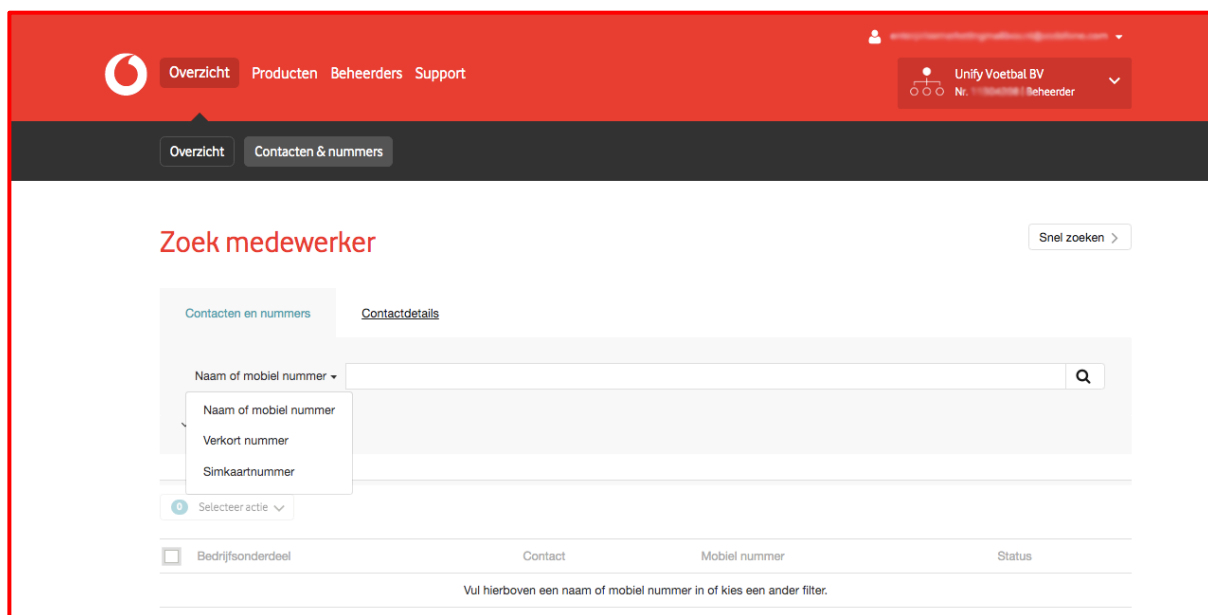 Overzicht Producten Beheerders Support
Unify Voetbal BV
Nr. Beheerder
Overzicht Contacten & nummers
Zoek medewerker
Snel zoeken
Contacten en nummers Contactdetails
Naam of mobiel nummer
Naam of mobiel nummer
Verkort nummer
Simkaartnummer
0 Selecteer actie
Bedrijfsonderdeel Contact Mobiel nummer Status
Vul hierboven een naam of mobiel nummer in of kies een ander filter.